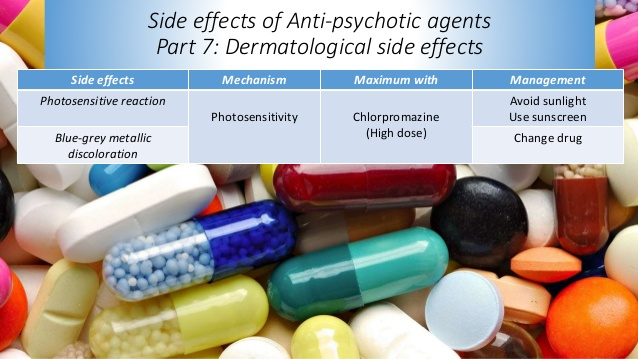 Side effects of Anti-psychotic agents
Part 7: Dermatological side effects
Side effects Mechanism Maximum with Management
Photosensitive reaction
Photosensitivity
Chlorpromazine
(High dose)
Avoid sunlight
Use sunscreen
Blue-grey metallic
discoloration
Change drug